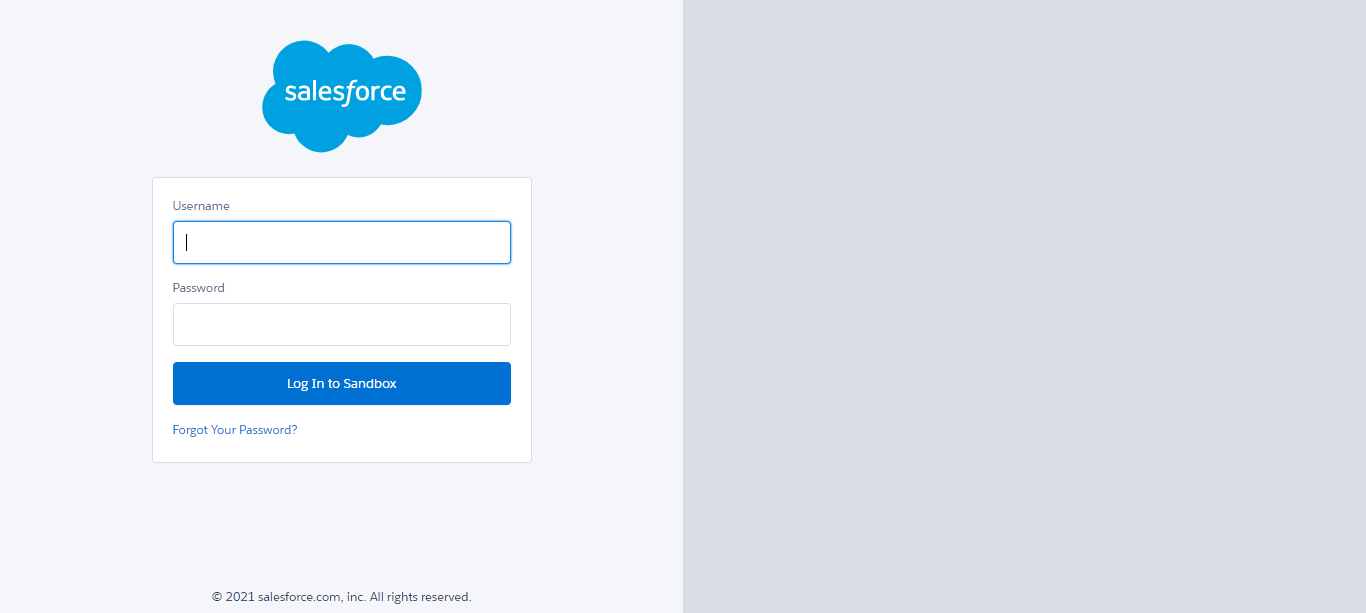 salesforce
Username
Password
Log In to Sandbox
Forgot Your Password?
© 2021 salesforce.com, inc. All rights reserved.